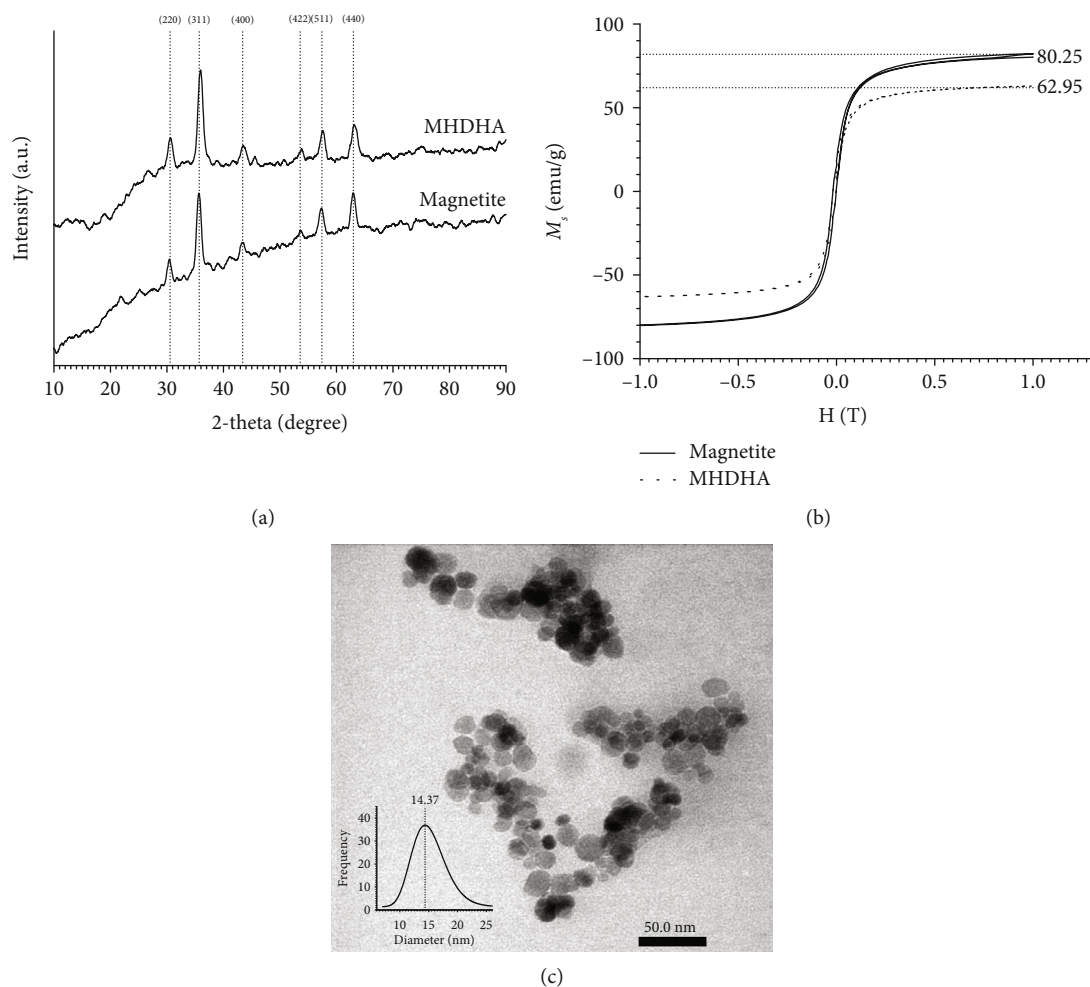 (220) (311) (400) (422)(511) (440)
MHDHA
Magnetite
Intensity (a.u.)
10 20 30 40 50 60 70 80 90
2-theta (degree)
(a)
100
50
0
−50
−100
80.25
62.95
Ms (emu/g)
−1.0 −0.5 0.0 0.5 1.0
H (T)
Magnetite
MHDHA
(b)
14.37
40
30
20
10
0
Frequency
10 15 20 25
Diameter (nm)
50.0 nm
(c)